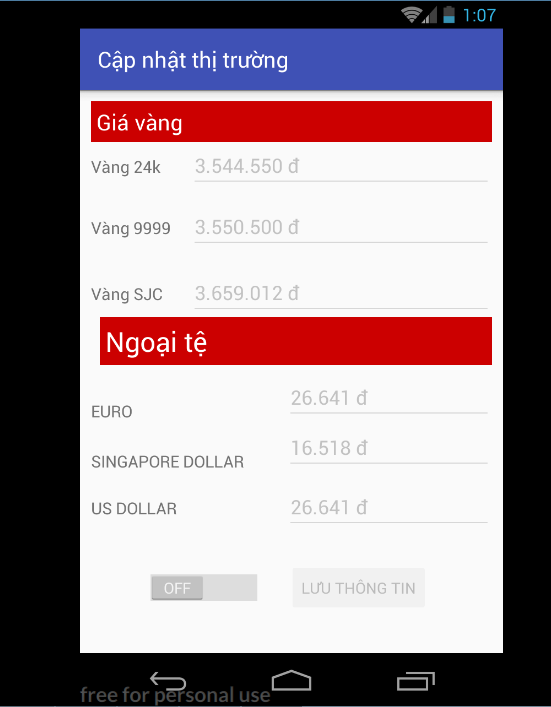 1:07
Cập nhật thị trường
Giá vàng
Vàng 24k 3.544.550 đ
Vàng 9999 3.550.500 đ
Vàng SJC 3.659.012 đ
Ngoại tệ
EURO 26.641 đ
SINGAPORE DOLLAR 16.518 đ
US DOLLAR 26.641 đ
OFF LƯU THÔNG TIN
free for personal use